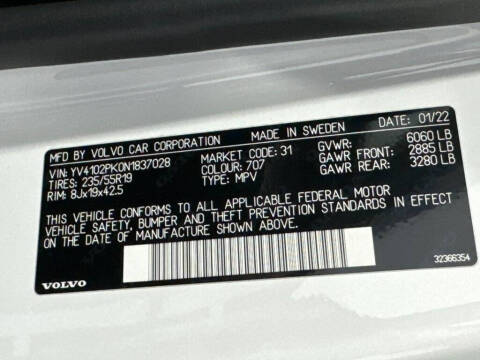 MFD BY VOLVO CAR CORPORATION MADE IN SWEDEN DATE: 01/22
VIN: YV4102PK0N1837028 MARKET CODE: 31 GVWR: 6060 LB
TIRES: 235/55R19 COLOUR: 707 GAWR FRONT: 2885 LB
RIM: 8Jx19x42.5 TYPE: MPV GAWR REAR: 3280 LB
THIS VEHICLE CONFORMS TO ALL APPLICABLE FEDERAL MOTOR
VEHICLE SAFETY, BUMPER AND THEFT PREVENTION STANDARDS IN EFFECT
ON THE DATE OF MANUFACTURE SHOWN ABOVE.
VOLVO 32366354